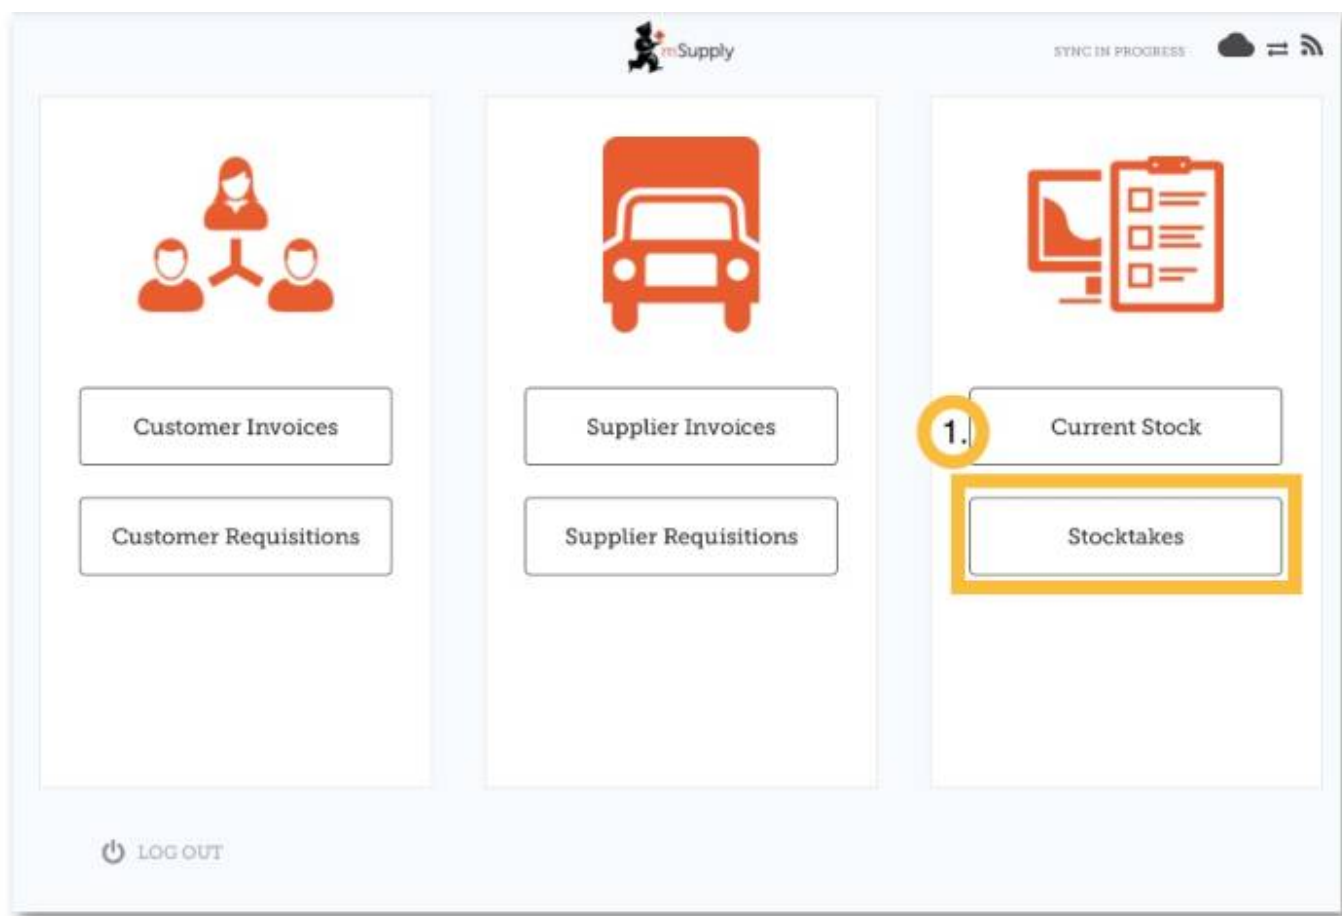 mSupply
SYNC IN PROGRESS
Customer Invoices
Customer Requisitions
Supplier Invoices
Supplier Requisitions
1.
Current Stock
Stocktakes
LOG OUT